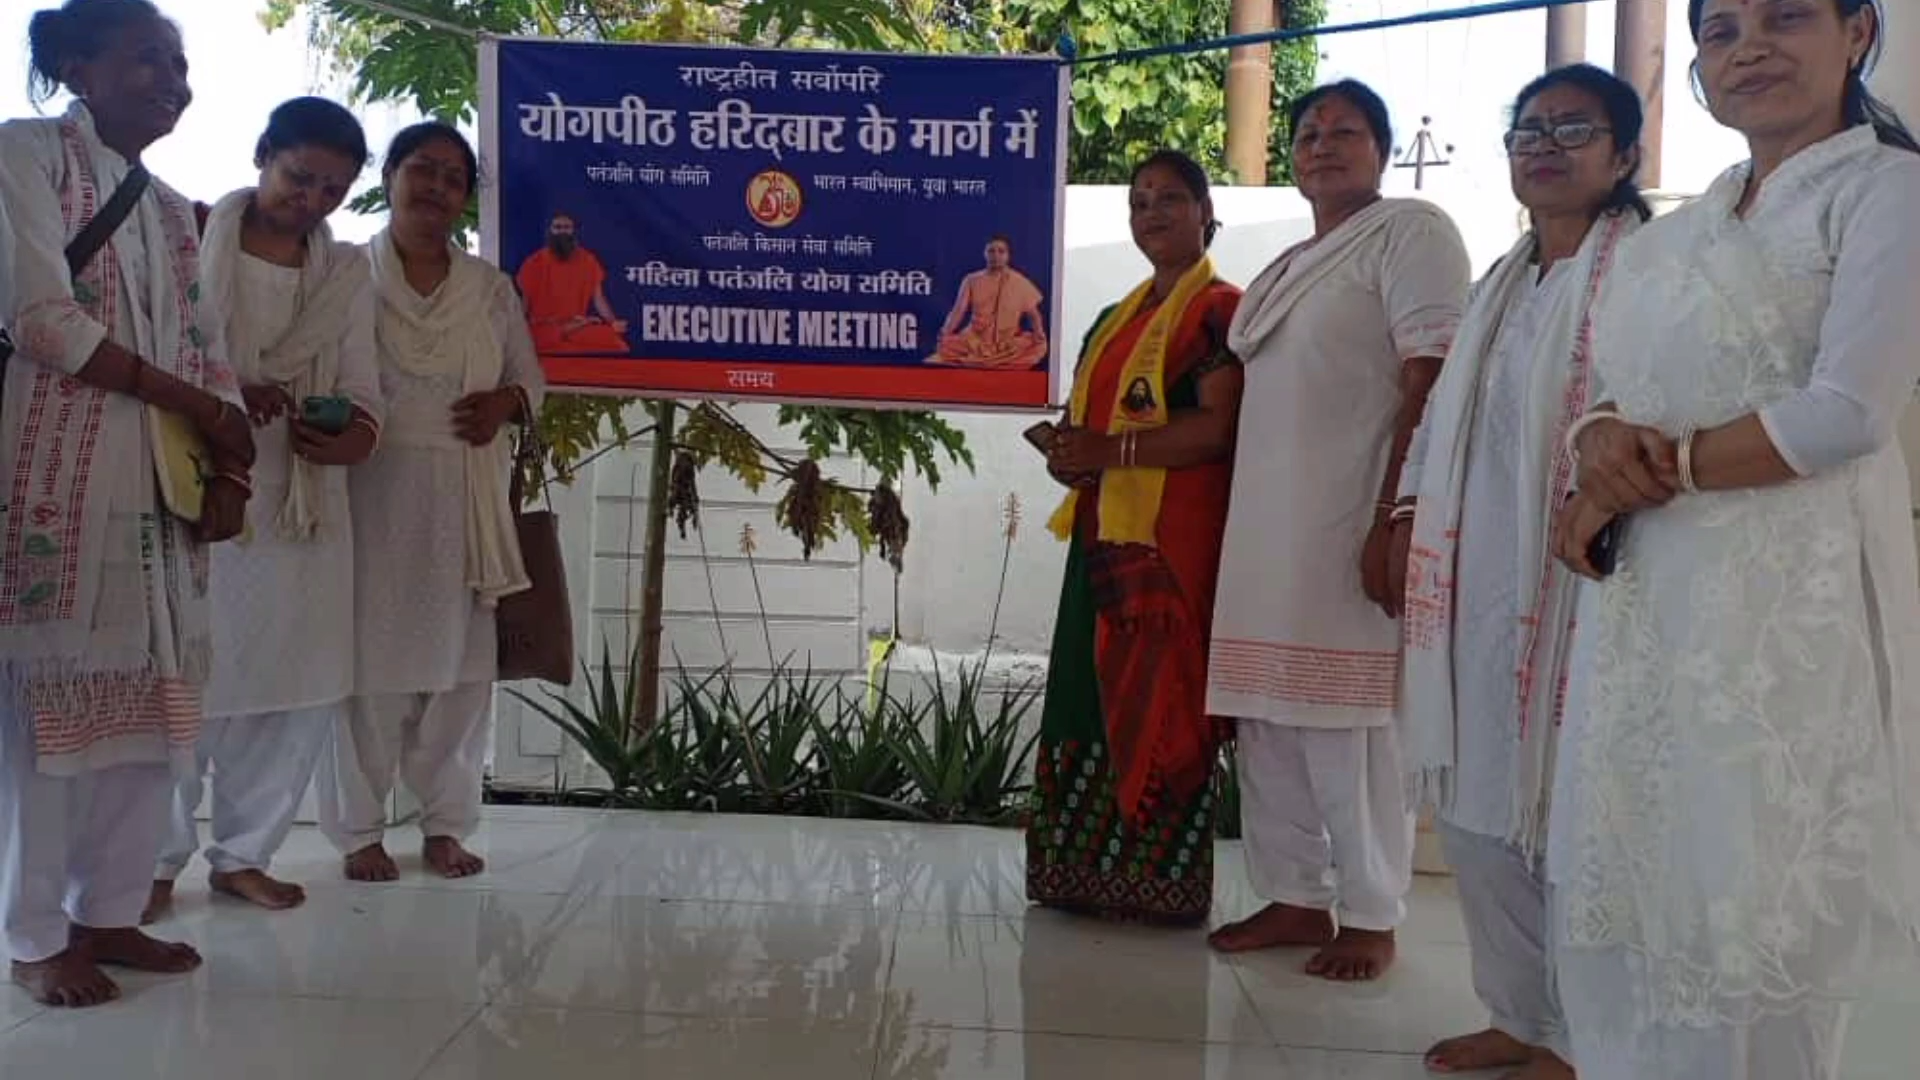 राष्ट्रहीत सर्वोपरि
योगपीठ हरिद्बार के मार्ग में
पतंजलि योग समिति
भारत स्वाभिमान, युवा भारत
पतंजलि किसान सेवा समिति
महिला पतंजलि योग समिति
EXECUTIVE MEETING
समय